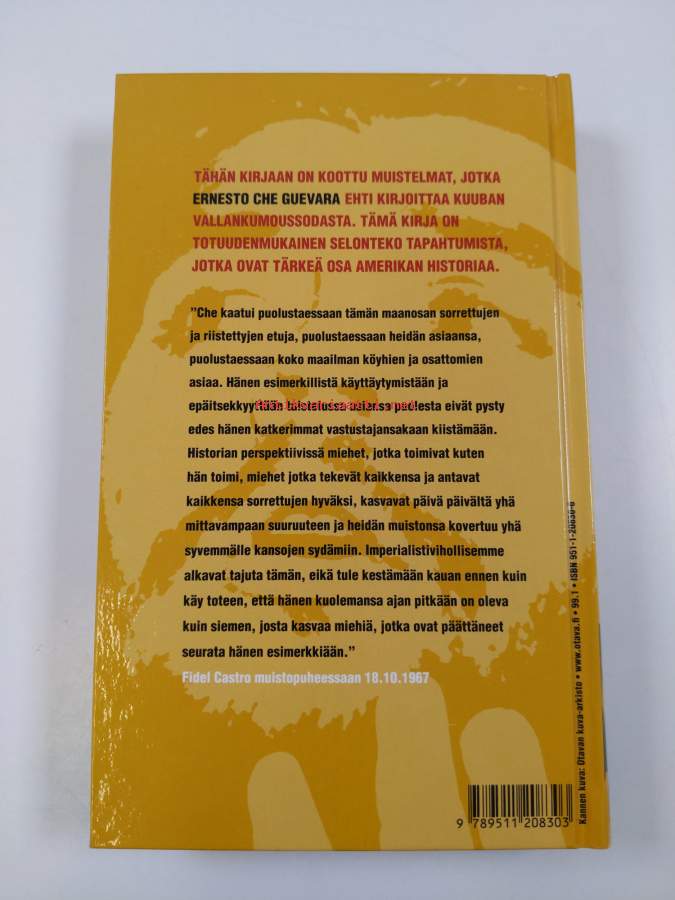 TÄHÄN KIRJAAN ON KOOTTU MUISTELMAT, JOTKA
ERNESTO CHE GUEVARA EHTI KIRJOITTAA KUUBAN
VALLANKUMOUSSODASTA. TÄMÄ KIRJA ON
TOTUUDENMUKAINEN SELONTEKO TAPAHTUMISTA,
JOTKA OVAT TÄRKEÄ OSA AMERIKAN HISTORIAA.
”Che kaatui puolustaessaan tämän maanosan sorrettujen
ja riistettyjen etuja, puolustaessaan heidän asiaansa,
puolustaessaan koko maailman köyhien ja osattomien
asiaa. Hänen esimerkillistä käyttäytymistään ja
epäitsekkyyttään taistelussa asiansa puolesta eivät pysty
edes hänen katkerimmat vastustajansakaan kiistämään.
Historian perspektiivissä miehet, jotka toimivat kuten
hän toimi, miehet jotka tekevät kaikkensa ja antavat
kaikkensa sorrettujen hyväksi, kasvavat päivä päivältä yhä
mittavampaan suuruuteen ja heidän muistonsa kovertuu yhä
syvemmälle kansojen sydämiin. Imperialistivihollisemme
alkavat tajuta tämän, eikä tule kestämään kauan ennen kuin
käy toteen, että hänen kuolemansa ajan pitkään on oleva
kuin siemen, josta kasvaa miehiä, jotka ovat päättäneet
seurata hänen esimerkkiään.”
Fidel Castro muistopuheessaan 18.10.1967
Kannen kuva: Otavan kuva-arkisto • www.otava.fi • 99.1 • ISBN 951-1-20830-6
9 789511 208303